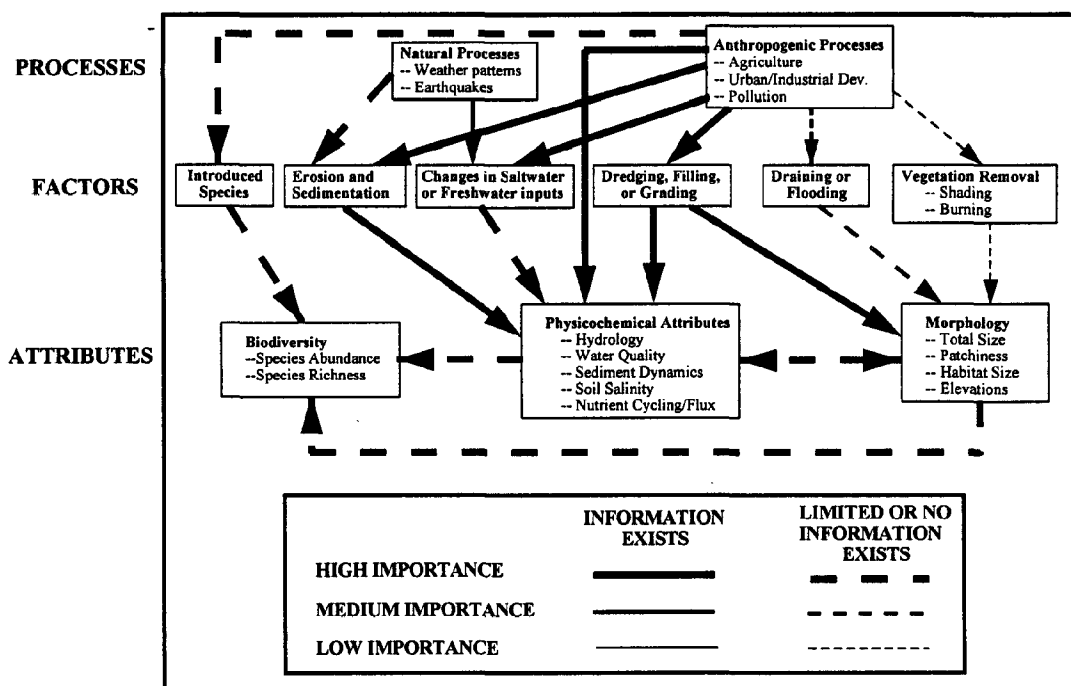 PROCESSES
Natural Processes
-- Weather patterns
-- Earthquakes
Anthropogenic Processes
-- Agriculture
-- Urban/Industrial Dev.
-- Pollution
FACTORS
Introduced
Species
Erosion and
Sedimentation
Changes in Saltwater
or Freshwater inputs
Dredging, Filling,
or Grading
Draining or
Flooding
Vegetation Removal
-- Shading
-- Burning
ATTRIBUTES
Biodiversity
--Species Abundance
--Species Richness
Physicochemical Attributes
-- Hydrology
-- Water Quality
-- Sediment Dynamics
-- Soil Salinity
-- Nutrient Cycling/Flux
Morphology
-- Total Size
-- Patchiness
-- Habitat Size
-- Elevations
INFORMATION
EXISTS
LIMITED OR NO
INFORMATION
EXISTS
HIGH IMPORTANCE
MEDIUM IMPORTANCE
LOW IMPORTANCE